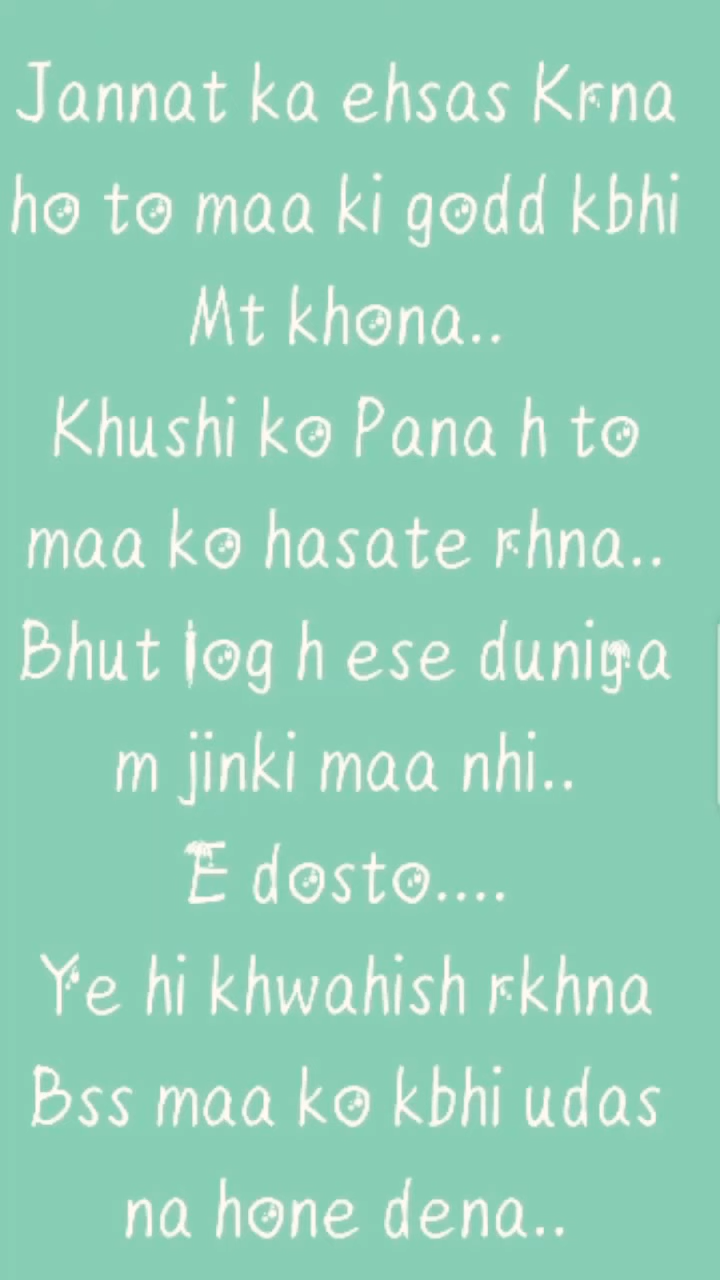 Jannat ka ehsas Krna
ho to maa ki godd kbhi
Mt khona..
Khushi ko Pana h to
maa ko hasate rhna..
Bhut log h ese duniya
m jinki maa nhi..
E dosto....
Ye hi khwahish rkhna
Bss maa ko kbhi udas
na hone dena..